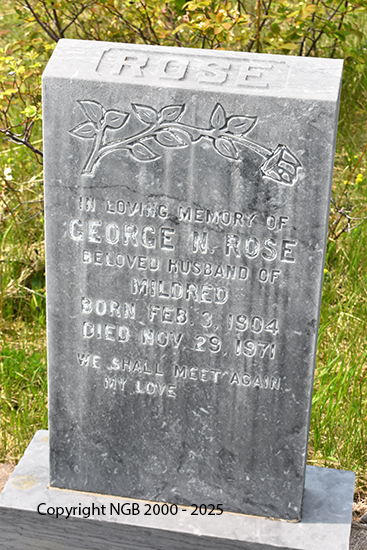 ROSE
IN LOVING MEMORY OF
GEORGE N. ROSE
BELOVED HUSBAND OF
MILDRED
BORN FEB. 3, 1904
DIED NOV. 29, 1971
WE SHALL MEET AGAIN
MY LOVE
Copyright NGB 2000 - 2025